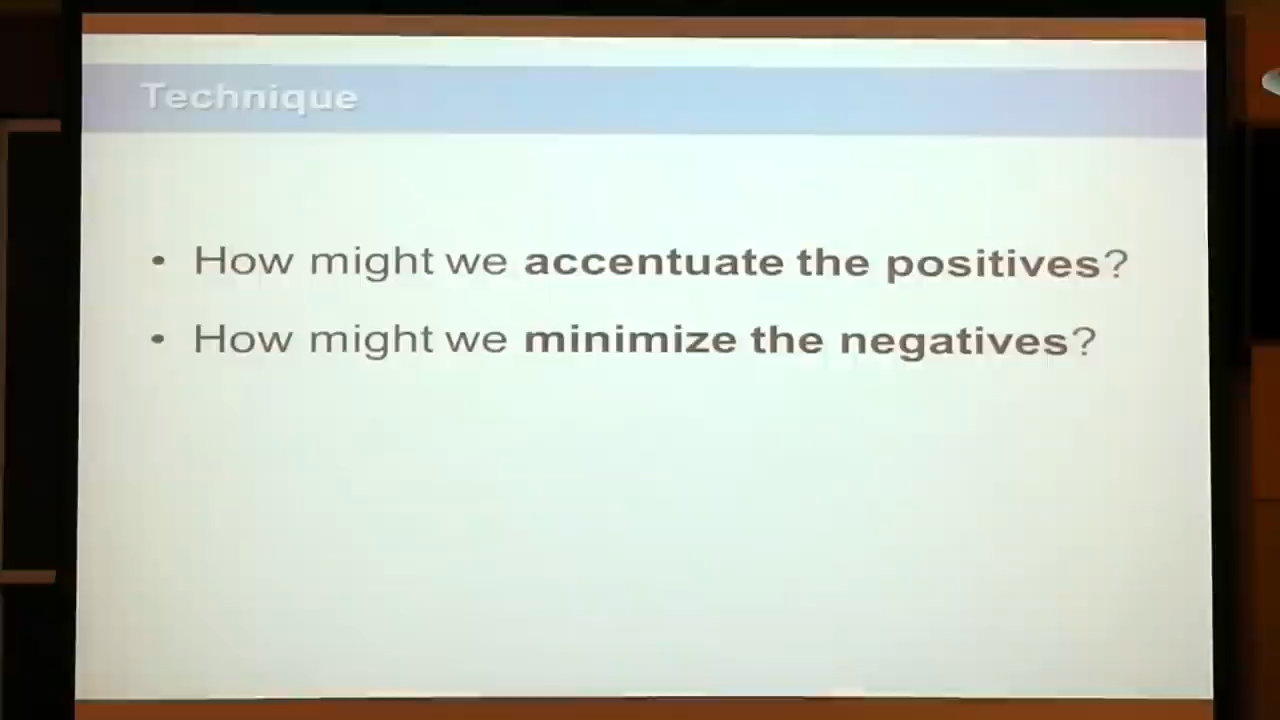 Technique
• How might we accentuate the positives?
• How might we minimize the negatives?